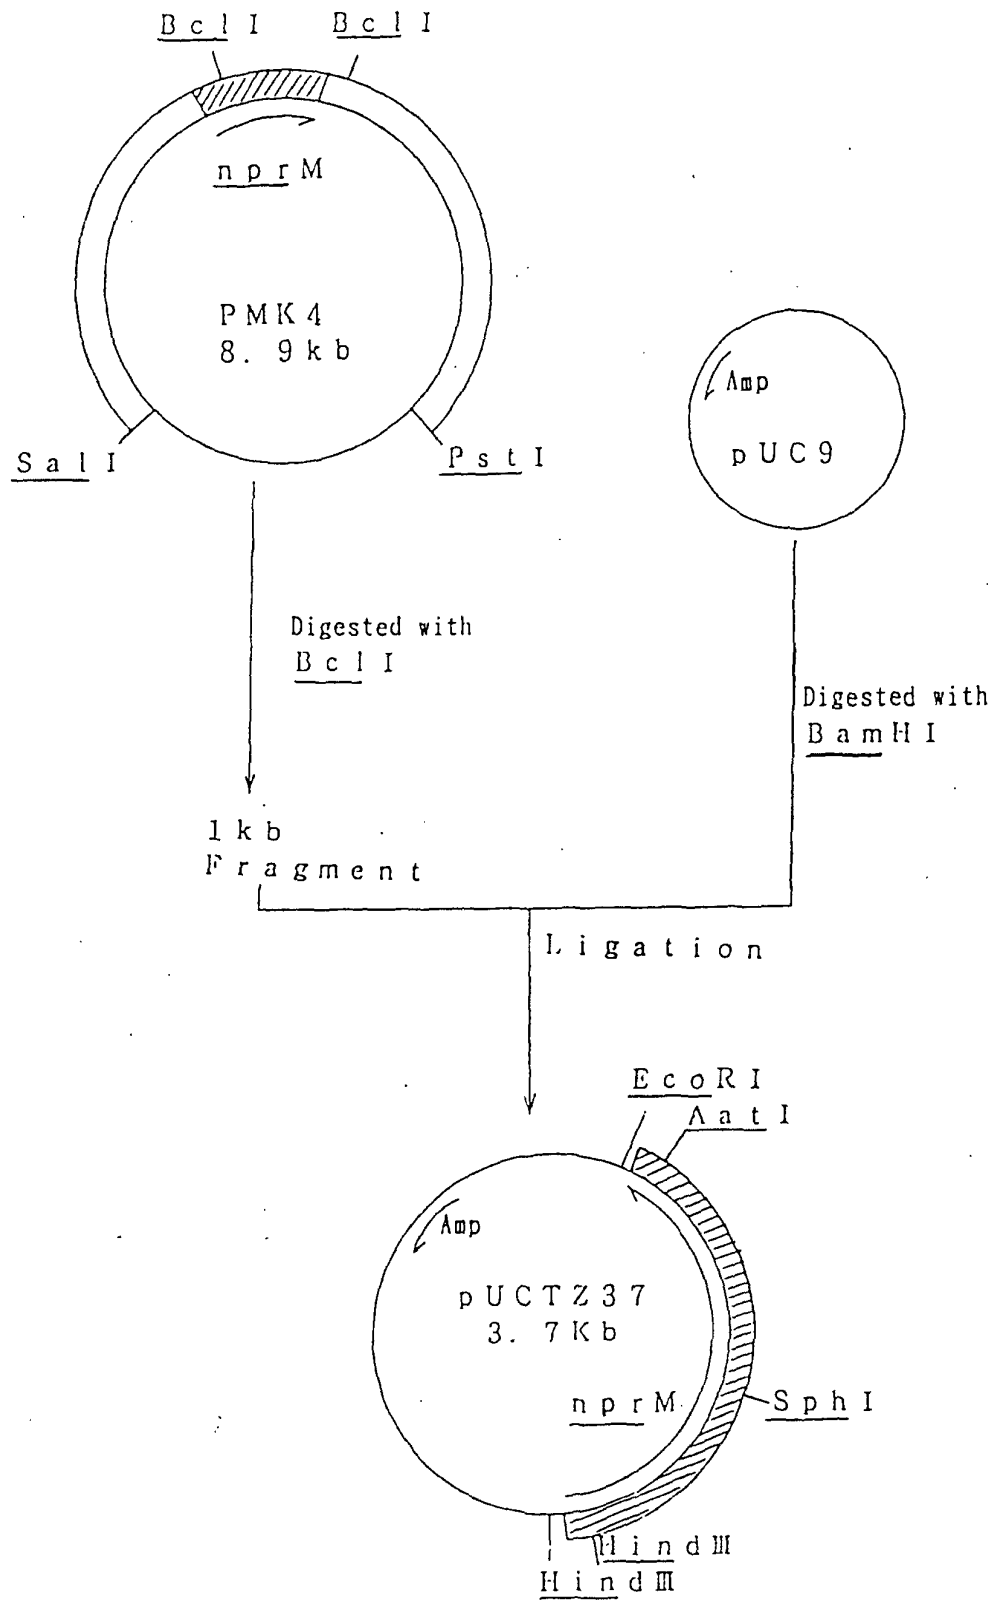 BclI BclI
nprM
PMK4
8. 9kb
SalI PstI
Amp
pUC9
Digested with
BclI
Digested with
BamHI
1kb
Fragment
Ligation
EcoRI
AatI
Amp
pUCTZ37
3. 7Kb
nprM
SphI
HindⅢ
HindⅢ